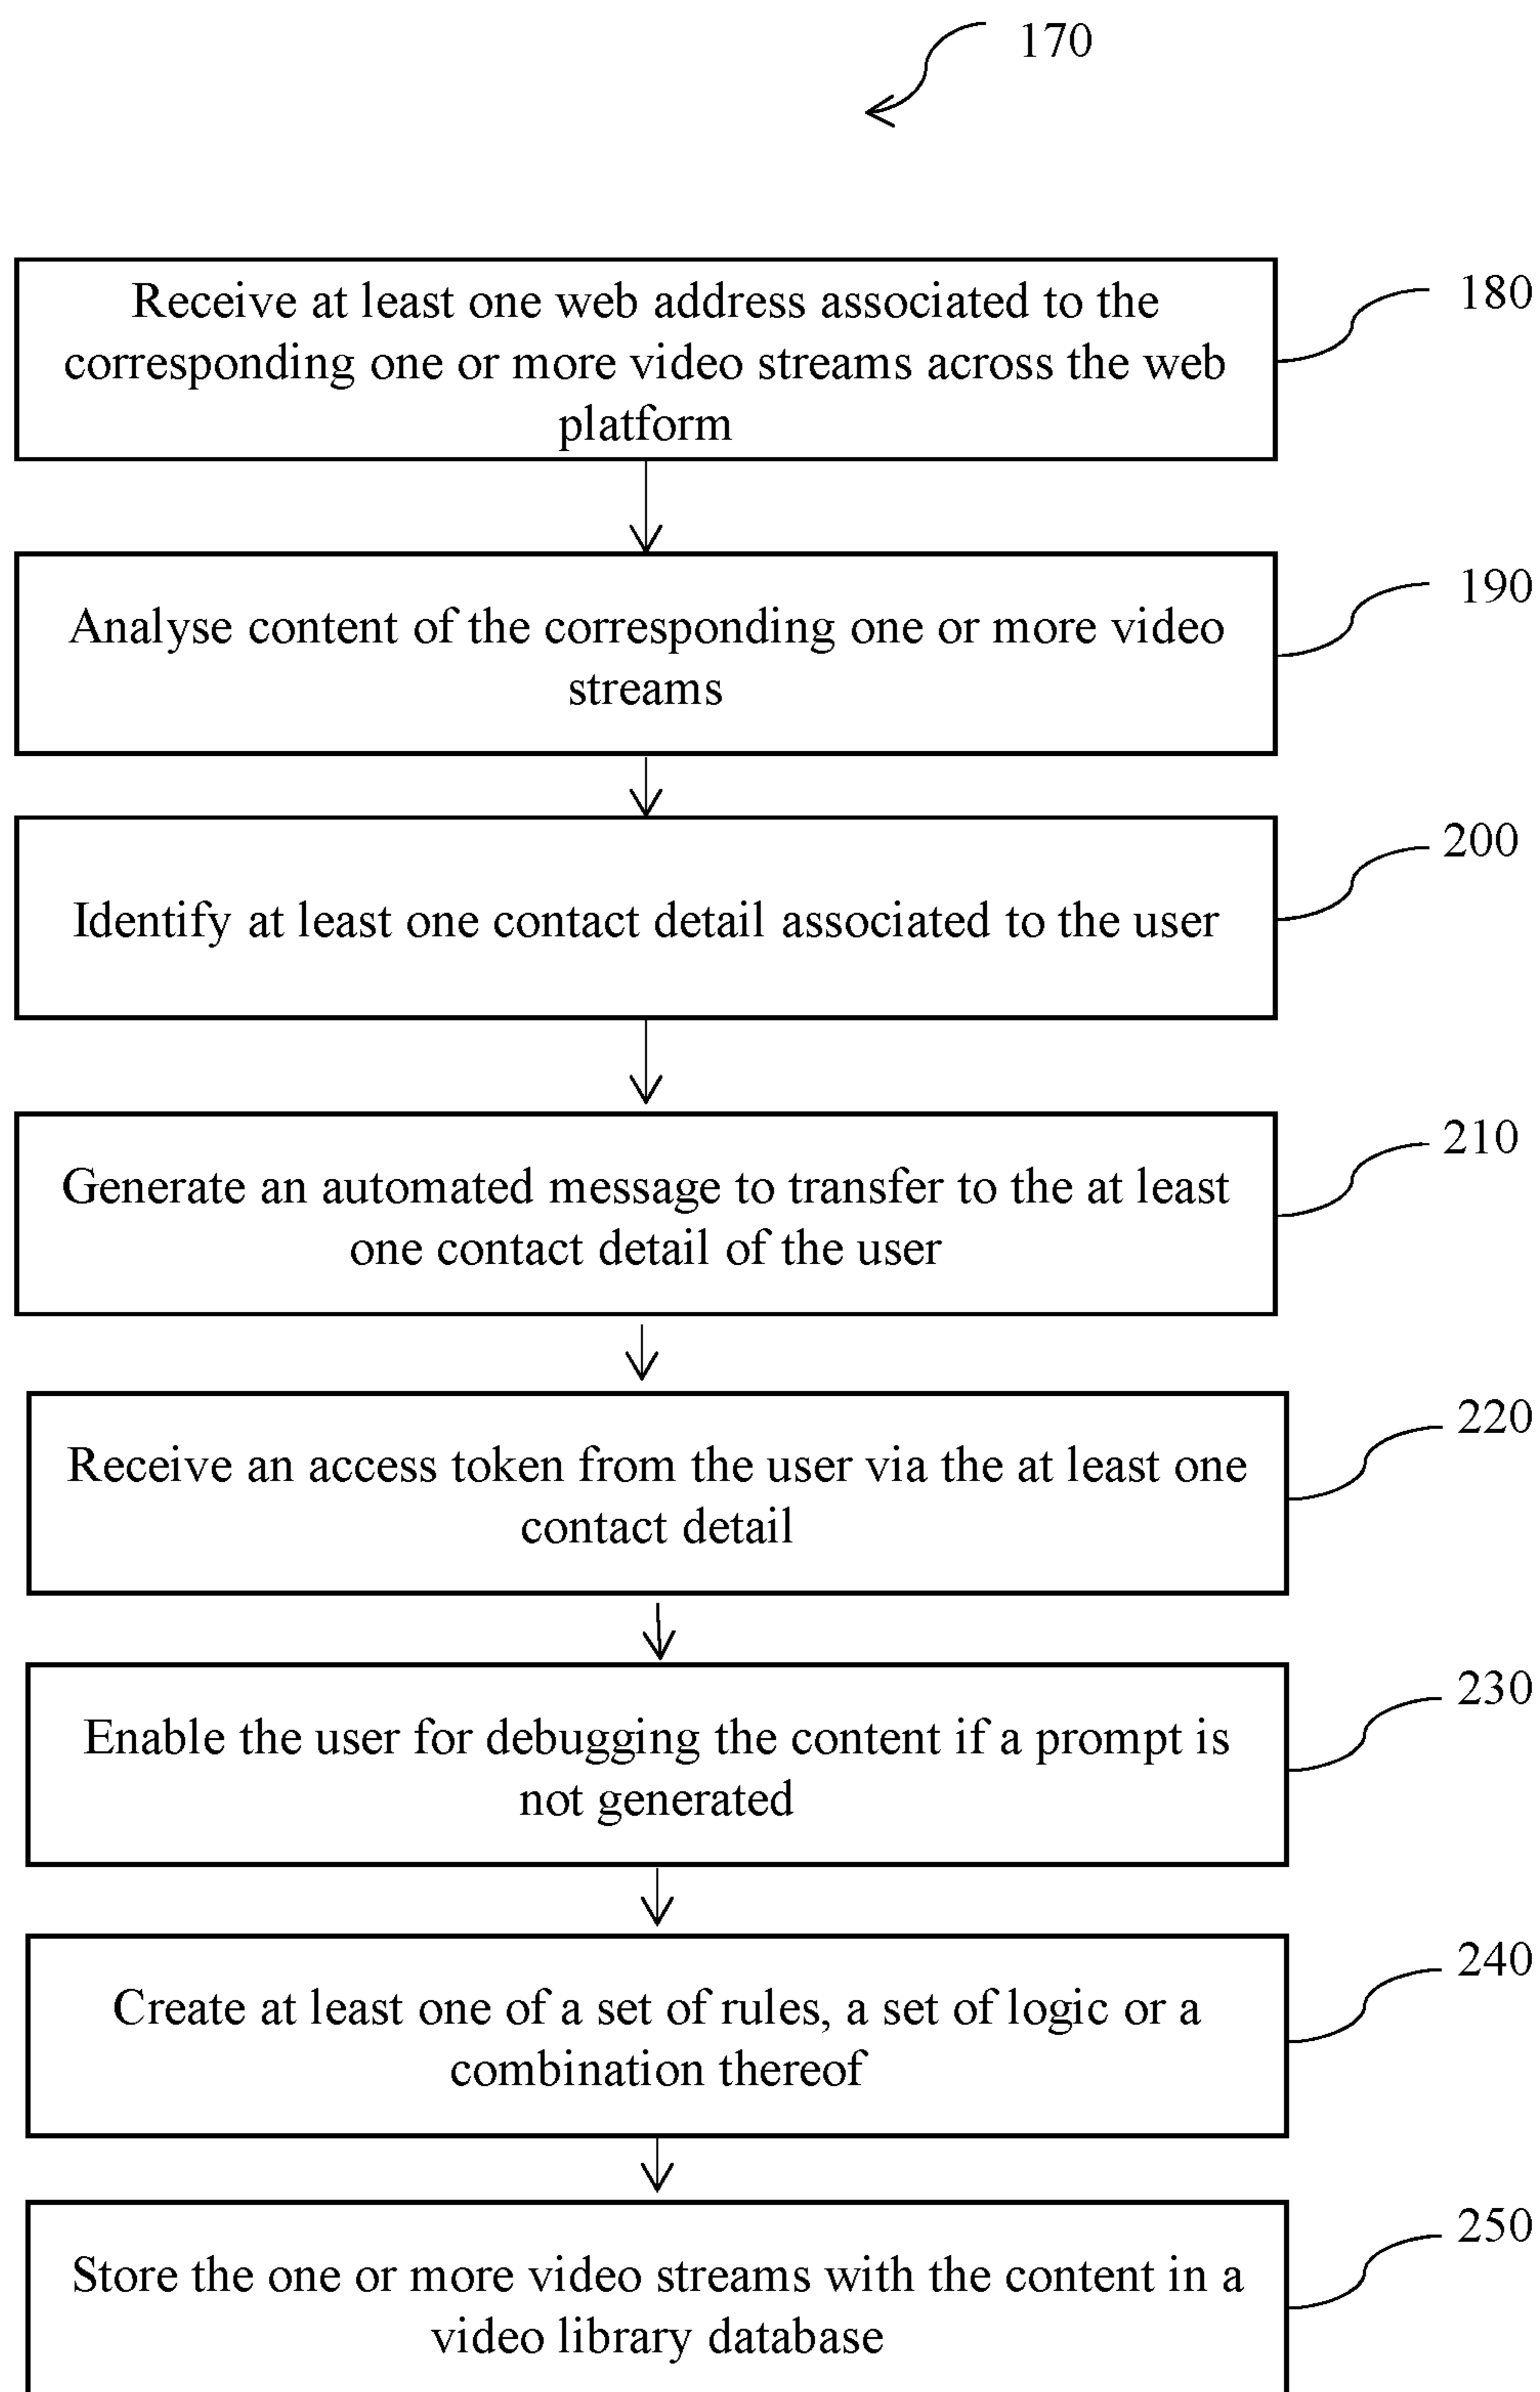 170
Receive at least one web address associated to the
corresponding one or more video streams across the web
platform
180
Analyse content of the corresponding one or more video
streams
190
Identify at least one contact detail associated to the user
200
Generate an automated message to transfer to the at least
one contact detail of the user
210
Receive an access token from the user via the at least one
contact detail
220
Enable the user for debugging the content if a prompt is
not generated
230
Create at least one of a set of rules, a set of logic or a
combination thereof
240
Store the one or more video streams with the content in a
video library database
250